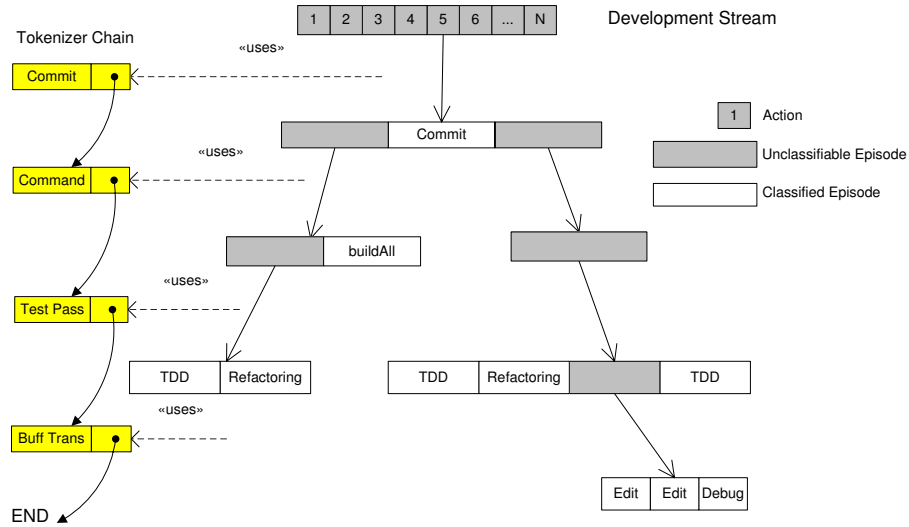 1 2 3 4 5 6 ... N
Development Stream
Tokenizer Chain
«uses»
Commit
1 Action
Commit
«uses»
Unclassifiable Episode
Command
Classified Episode
buildAll
«uses»
Test Pass
TDD Refactoring
TDD Refactoring TDD
«uses»
Buff Trans
Edit Edit Debug
END